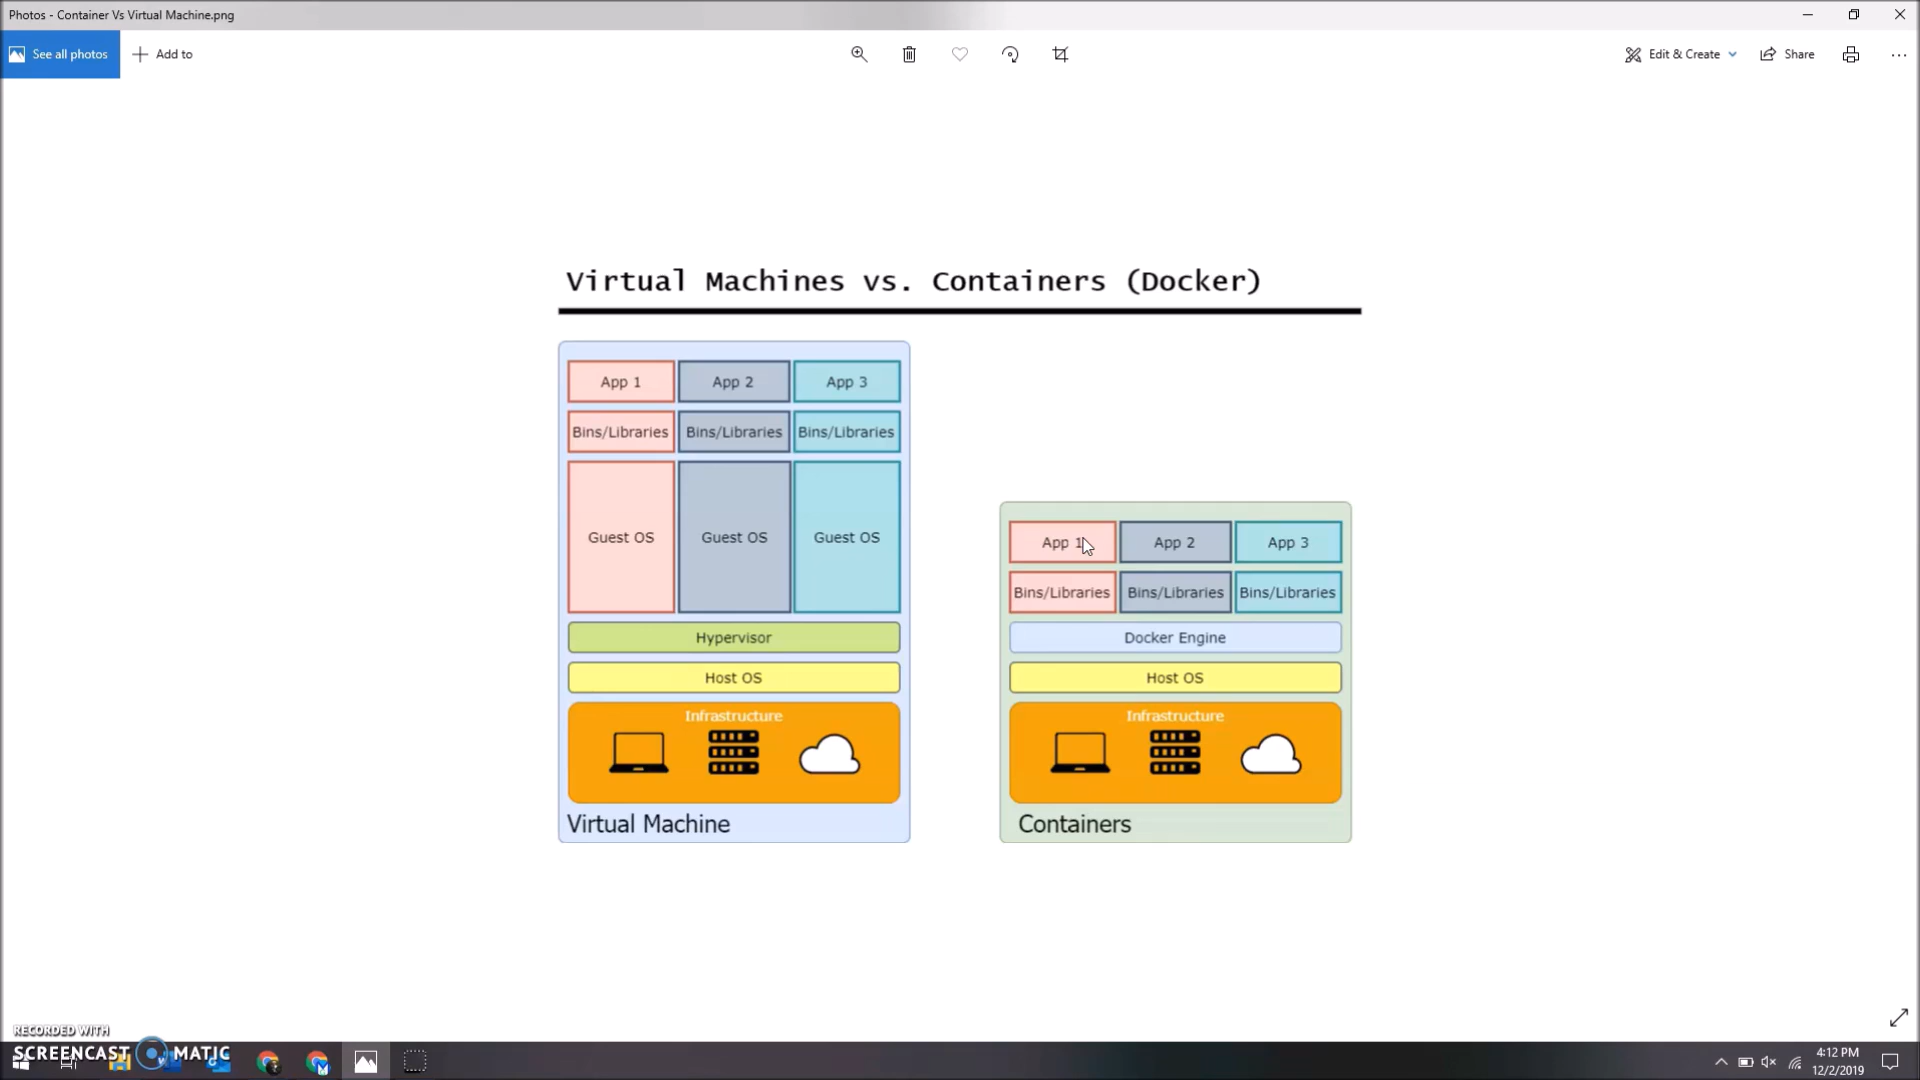 Photos - Container Vs Virtual Machine.png
See all photos
Add to
Edit & Create
Share
Virtual Machines vs. Containers (Docker)
App 1 App 2 App 3
Bins/Libraries Bins/Libraries Bins/Libraries
Guest OS Guest OS Guest OS
Hypervisor
Host OS
Infrastructure
Virtual Machine
App 1 App 2 App 3
Bins/Libraries Bins/Libraries Bins/Libraries
Docker Engine
Host OS
Infrastructure
Containers
RECORDED WITH
SCREENCAST MATIC
4:12 PM
12/2/2019